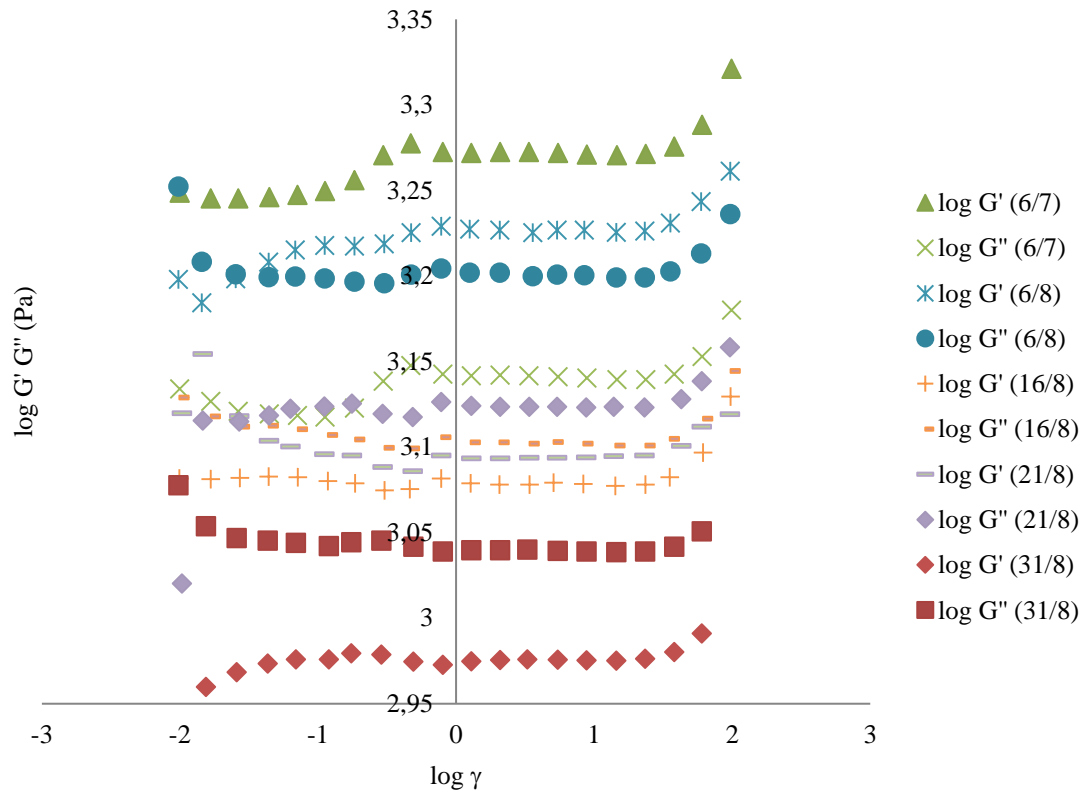 3,35
3,3
3,25
3,2
3,15
3,1
3,05
3
2,95
-3
-2
-1
0
1
2
3
log G' G'' (Pa)
log γ
log G' (6/7)
log G'' (6/7)
log G' (6/8)
log G'' (6/8)
log G' (16/8)
log G'' (16/8)
log G' (21/8)
log G'' (21/8)
log G' (31/8)
log G'' (31/8)